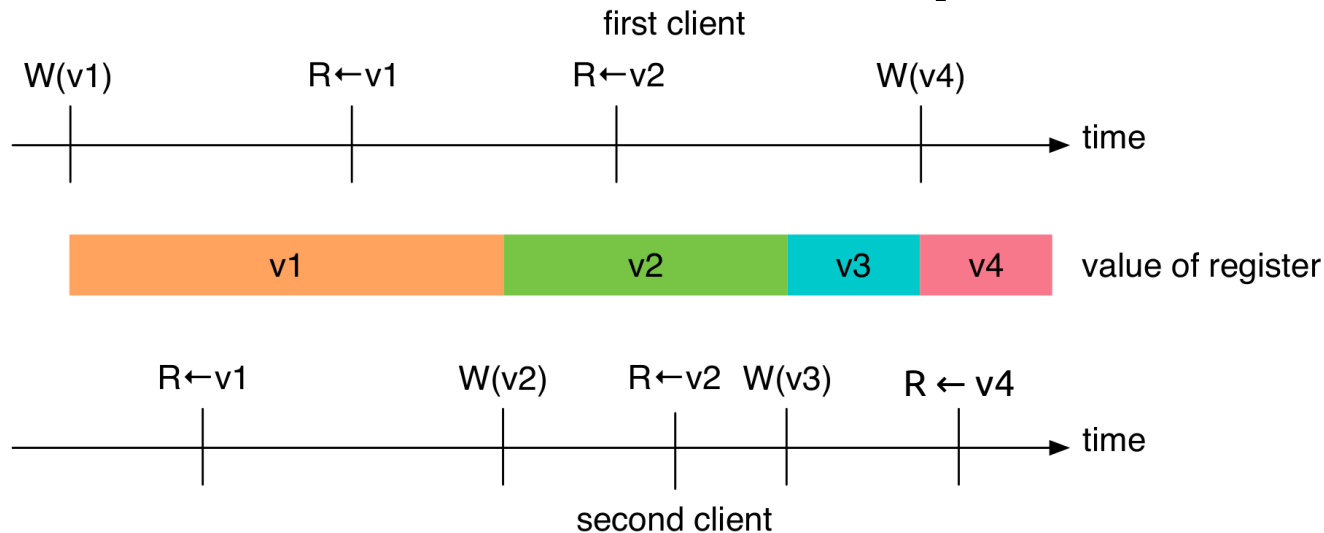 first client
W(v1) R←v1 R←v2 W(v4)
time
v1 v2 v3 v4 value of register
R←v1 W(v2) R←v2 W(v3) R ← v4
time
second client